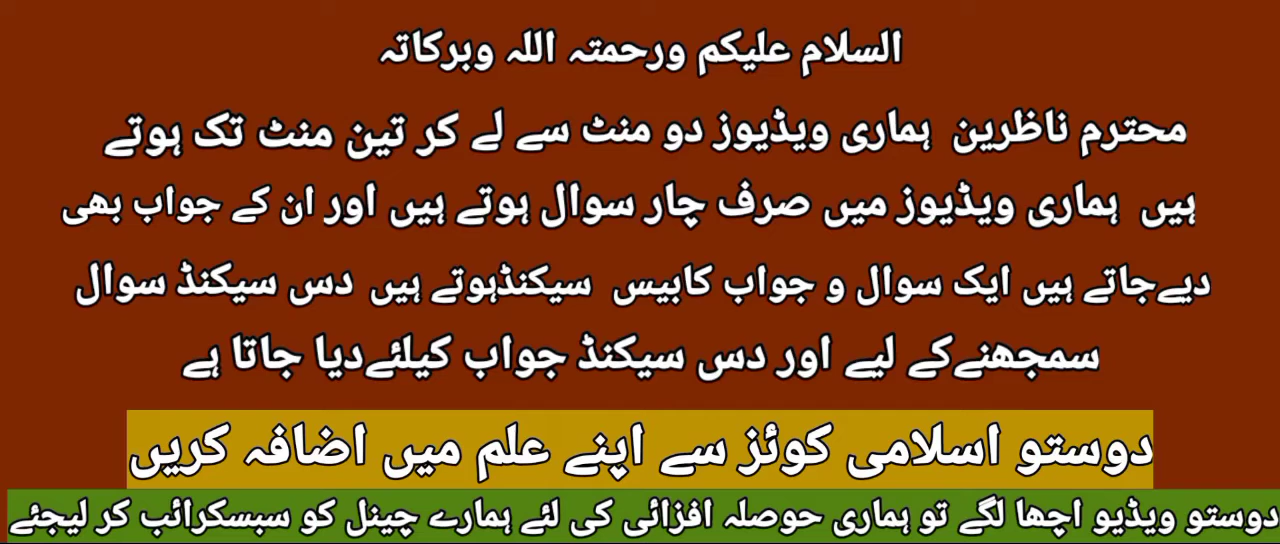 السلام علیکم ورحمتہ اللہ وبرکاتہ
محترم ناظرین ہماری ویڈیوز دو منٹ سے لے کر تین منٹ تک ہوتے
ہیں ہماری ویڈیوز میں صرف چار سوال ہوتے ہیں اور ان کے جواب بھی
دیےجاتے ہیں ایک سوال و جواب کابیس سیکنڈہوتے ہیں دس سیکنڈ سوال
سمجھنےکے لیے اور دس سیکنڈ جواب کیلئےدیا جاتا ہے
دوستو اسلامی کوئز سے اپنے علم میں اضافہ کریں
دوستو ویڈیو اچھا لگے تو ہماری حوصلہ افزائی کی لئے ہمارے چینل کو سبسکرائب کر لیجئے